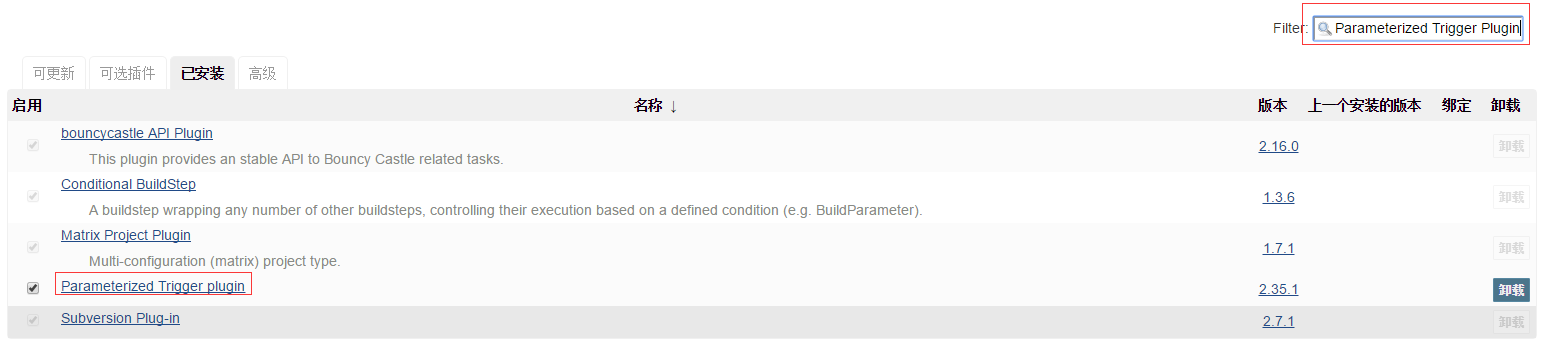 Filter: Parameterized Trigger Plugin
可更新 可选插件 已安装 高级
启用 名称 ↓ 版本 上一个安装的版本 绑定 卸载
bouncycastle API Plugin 2.16.0 卸载
This plugin provides an stable API to Bouncy Castle related tasks.
Conditional BuildStep 1.3.6 卸载
A buildstep wrapping any number of other buildsteps, controlling their execution based on a defined condition (e.g. BuildParameter).
Matrix Project Plugin 1.7.1 卸载
Multi-configuration (matrix) project type.
Parameterized Trigger plugin 2.35.1 卸载
Subversion Plug-in 2.7.1 卸载